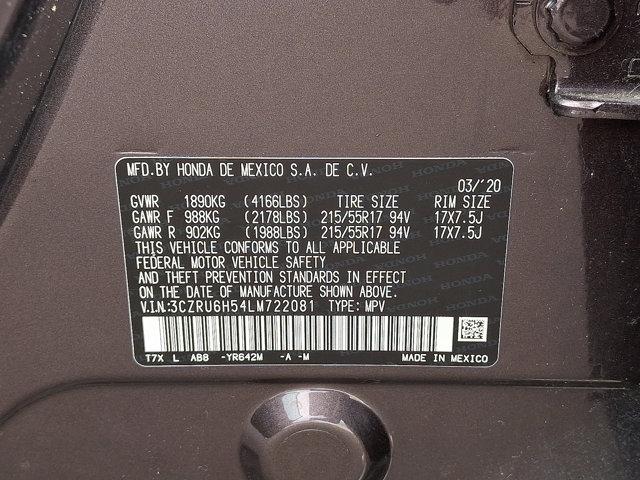 MFD.BY HONDA DE MEXICO S.A. DE C.V.
03/'20
GVWR 1890KG (4166LBS) TIRE SIZE RIM SIZE
GAWR F 988KG (2178LBS) 215/55R17 94V 17X7.5J
GAWR R 902KG (1988LBS) 215/55R17 94V 17X7.5J
THIS VEHICLE CONFORMS TO ALL APPLICABLE
FEDERAL MOTOR VEHICLE SAFETY
AND THEFT PREVENTION STANDARDS IN EFFECT
ON THE DATE OF MANUFACTURE SHOWN ABOVE.
V.I.N:3CZRU6H54LM722081 TYPE: MPV
T7X L AB8 -YR642M -A -M MADE IN MEXICO